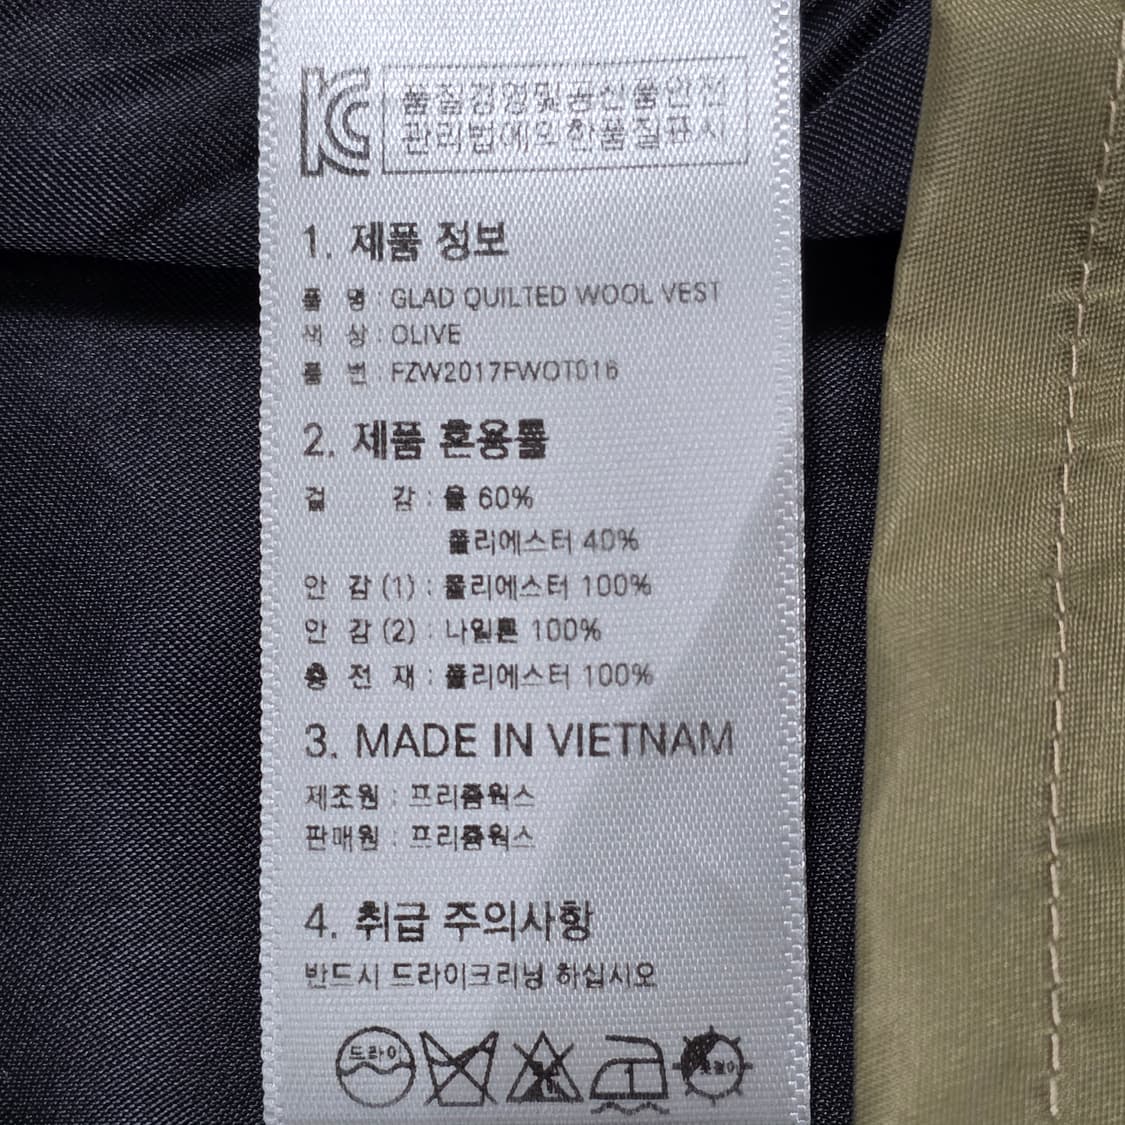 KC 품질경영및공산품안전
관리법에의한품질표시
1. 제품 정보
품 명 : GLAD QUILTED WOOL VEST
색 상 : OLIVE
품 번 : FZW2017FWOT016
2. 제품 혼용률
겉 감 : 울 60%
폴리에스터 40%
안 감 (1) : 폴리에스터 100%
안 감 (2) : 나일론 100%
충 전 재 : 폴리에스터 100%
3. MADE IN VIETNAM
제조원 : 프리즘웍스
판매원 : 프리즘웍스
4. 취급 주의사항
반드시 드라이크리닝 하십시오
드라이 1 옷걸이